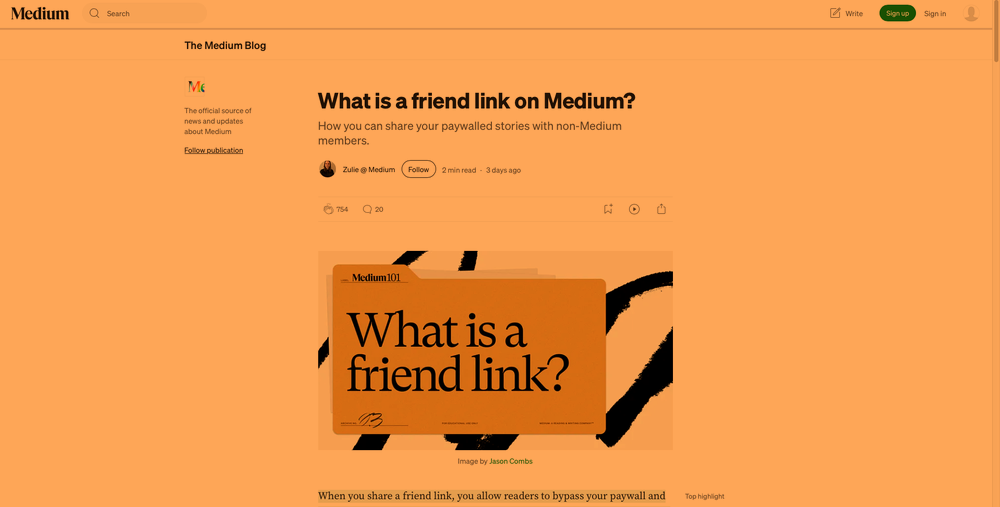 Medium
Search
Write
Sign up
Sign in
The Medium Blog
The official source of
news and updates
about Medium
Follow publication
What is a friend link on Medium?
How you can share your paywalled stories with non-Medium
members.
Zulie @ Medium
Follow
2 min read · 3 days ago
754
20
Medium101
What is a
friend link?
Image by Jason Combs
When you share a friend link, you allow readers to bypass your paywall and
Top highlight